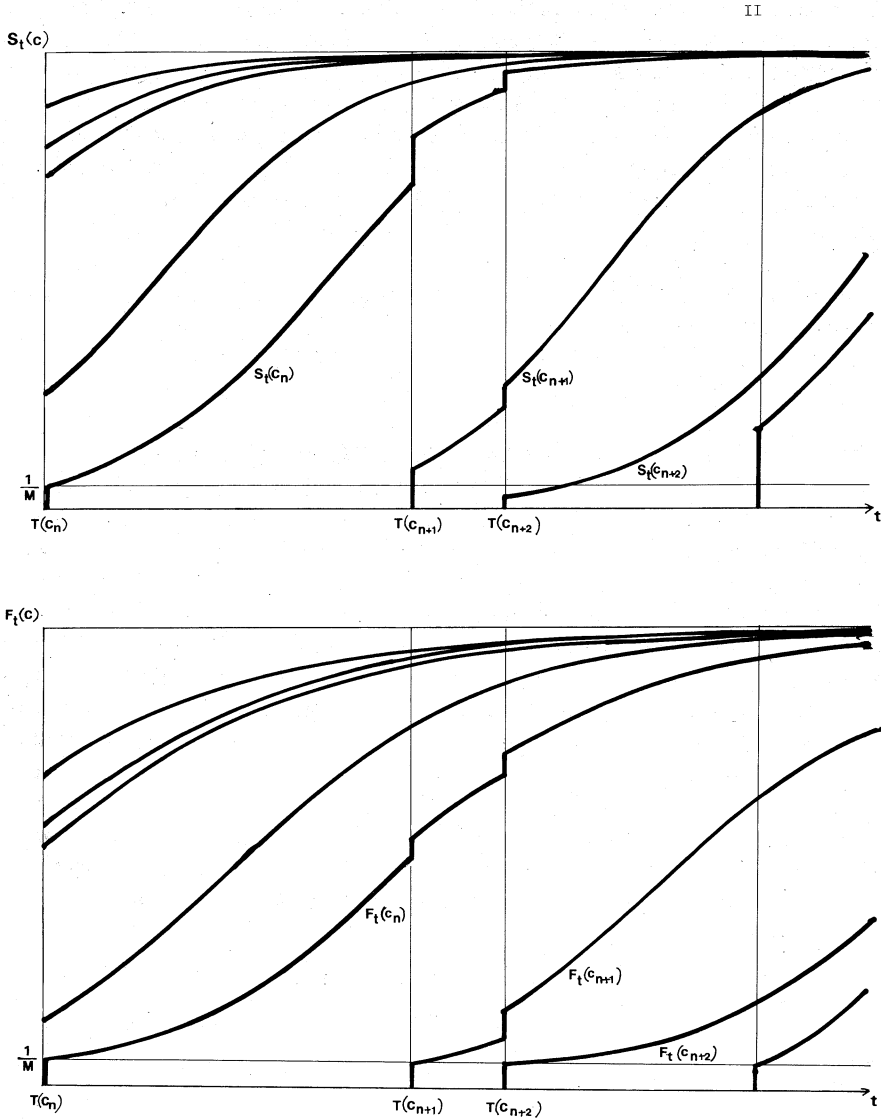 II
S_t(c)
S_t(c_n)
S_t(c_{n+1})
S_t(c_{n+2})
1/M
T(c_n) T(c_{n+1}) T(c_{n+2}) t
F_t(c)
F_t(c_n)
F_t(c_{n+1})
F_t(c_{n+2})
1/M
T(c_n) T(c_{n+1}) T(c_{n+2}) t